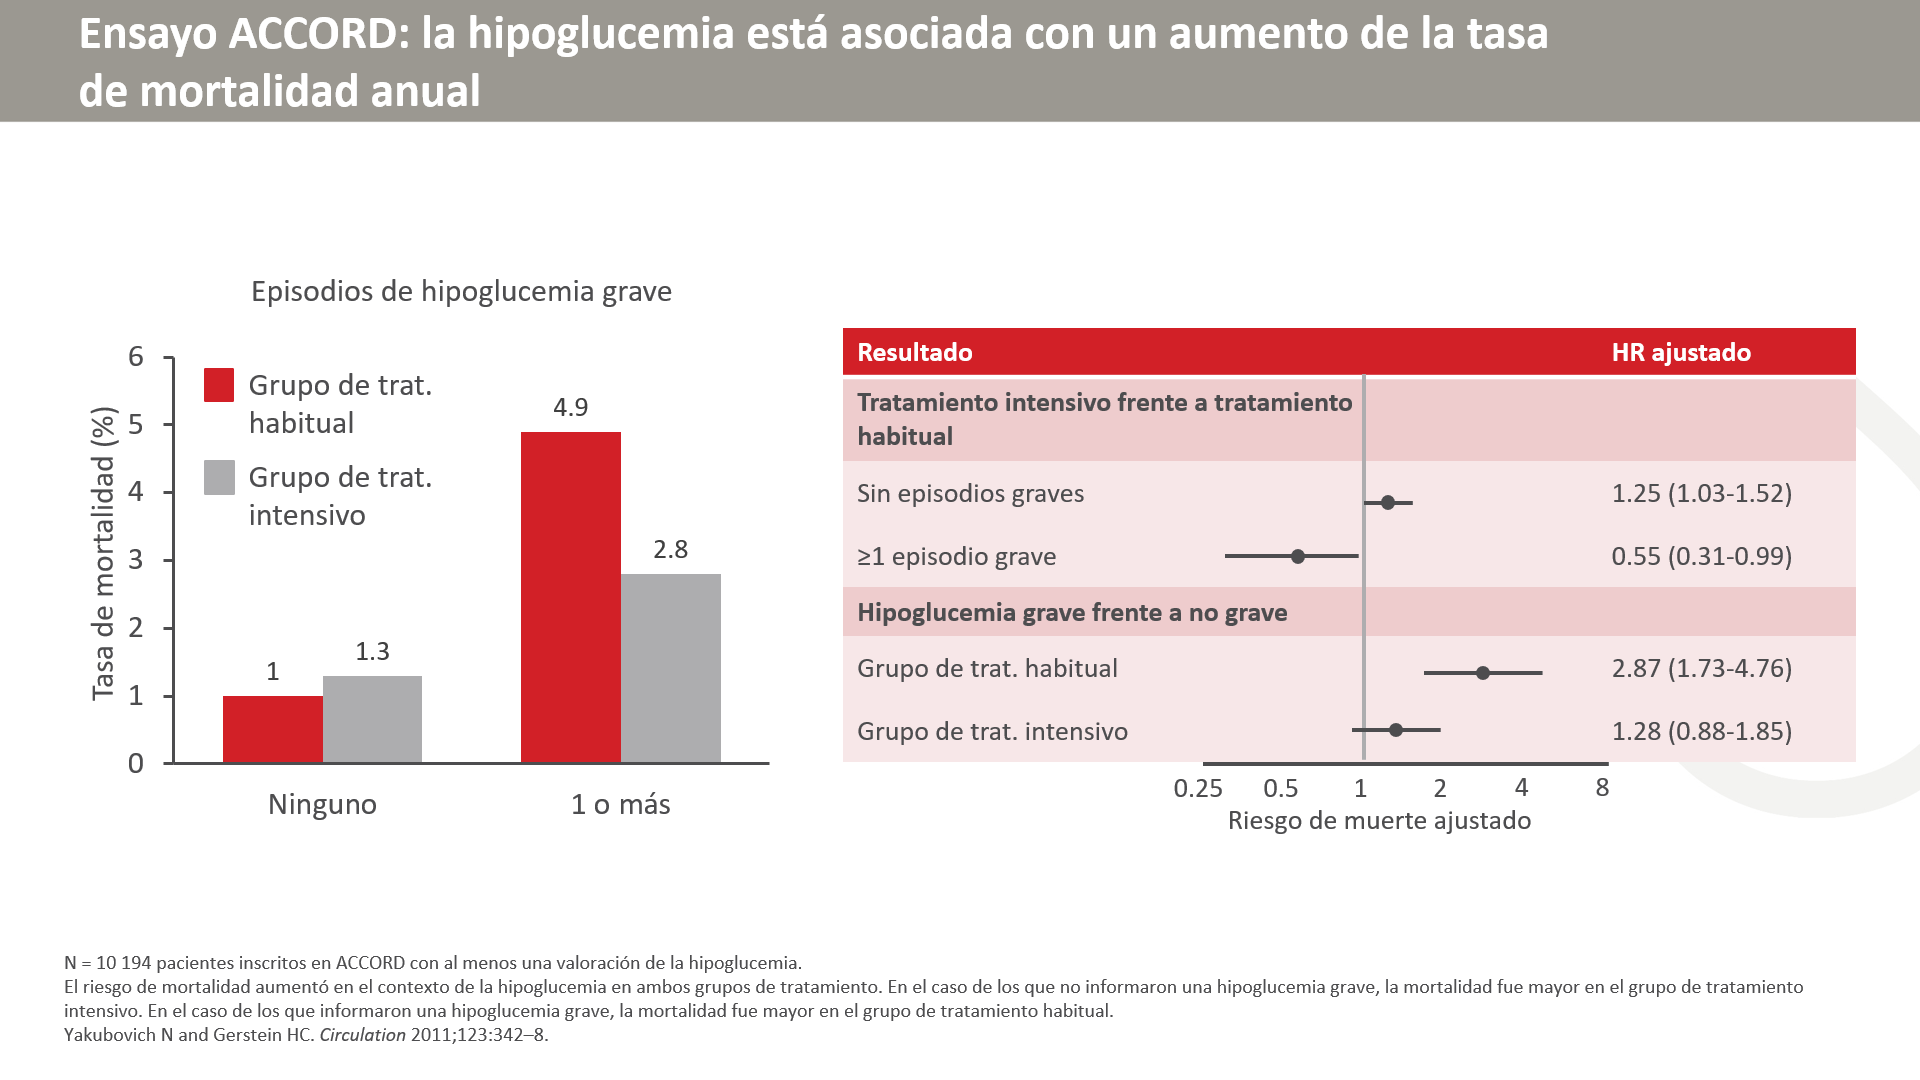 Ensayo ACCORD: la hipoglucemia está asociada con un aumento de la tasa
de mortalidad anual
Episodios de hipoglucemia grave
Tasa de mortalidad (%)
6
5
4
3
2
1
0
Grupo de trat.
habitual
Grupo de trat.
intensivo
1
1.3
4.9
2.8
Ninguno
1 o más
Resultado HR ajustado
Tratamiento intensivo frente a tratamiento
habitual
Sin episodios graves 1.25 (1.03-1.52)
≥1 episodio grave 0.55 (0.31-0.99)
Hipoglucemia grave frente a no grave
Grupo de trat. habitual 2.87 (1.73-4.76)
Grupo de trat. intensivo 1.28 (0.88-1.85)
0.25 0.5 1 2 4 8
Riesgo de muerte ajustado
N = 10 194 pacientes inscritos en ACCORD con al menos una valoración de la hipoglucemia.
El riesgo de mortalidad aumentó en el contexto de la hipoglucemia en ambos grupos de tratamiento. En el caso de los que no informaron una hipoglucemia grave, la mortalidad fue mayor en el grupo de tratamiento
intensivo. En el caso de los que informaron una hipoglucemia grave, la mortalidad fue mayor en el grupo de tratamiento habitual.
Yakubovich N and Gerstein HC. Circulation 2011;123:342–8.